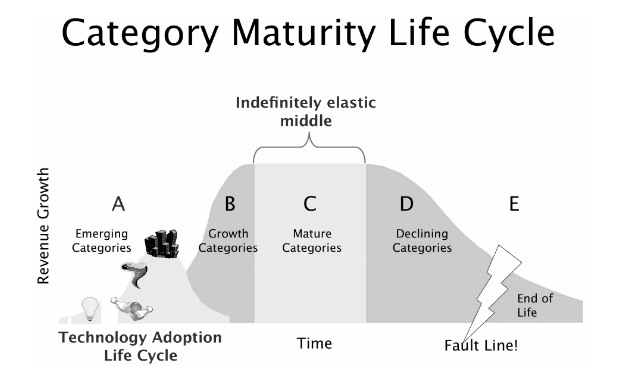 Category Maturity Life Cycle
Indefinitely elastic
middle
Revenue Growth
A
B
C
D
E
Emerging
Categories
Growth
Categories
Mature
Categories
Declining
Categories
End of
Life
Technology Adoption
Life Cycle
Time
Fault Line!